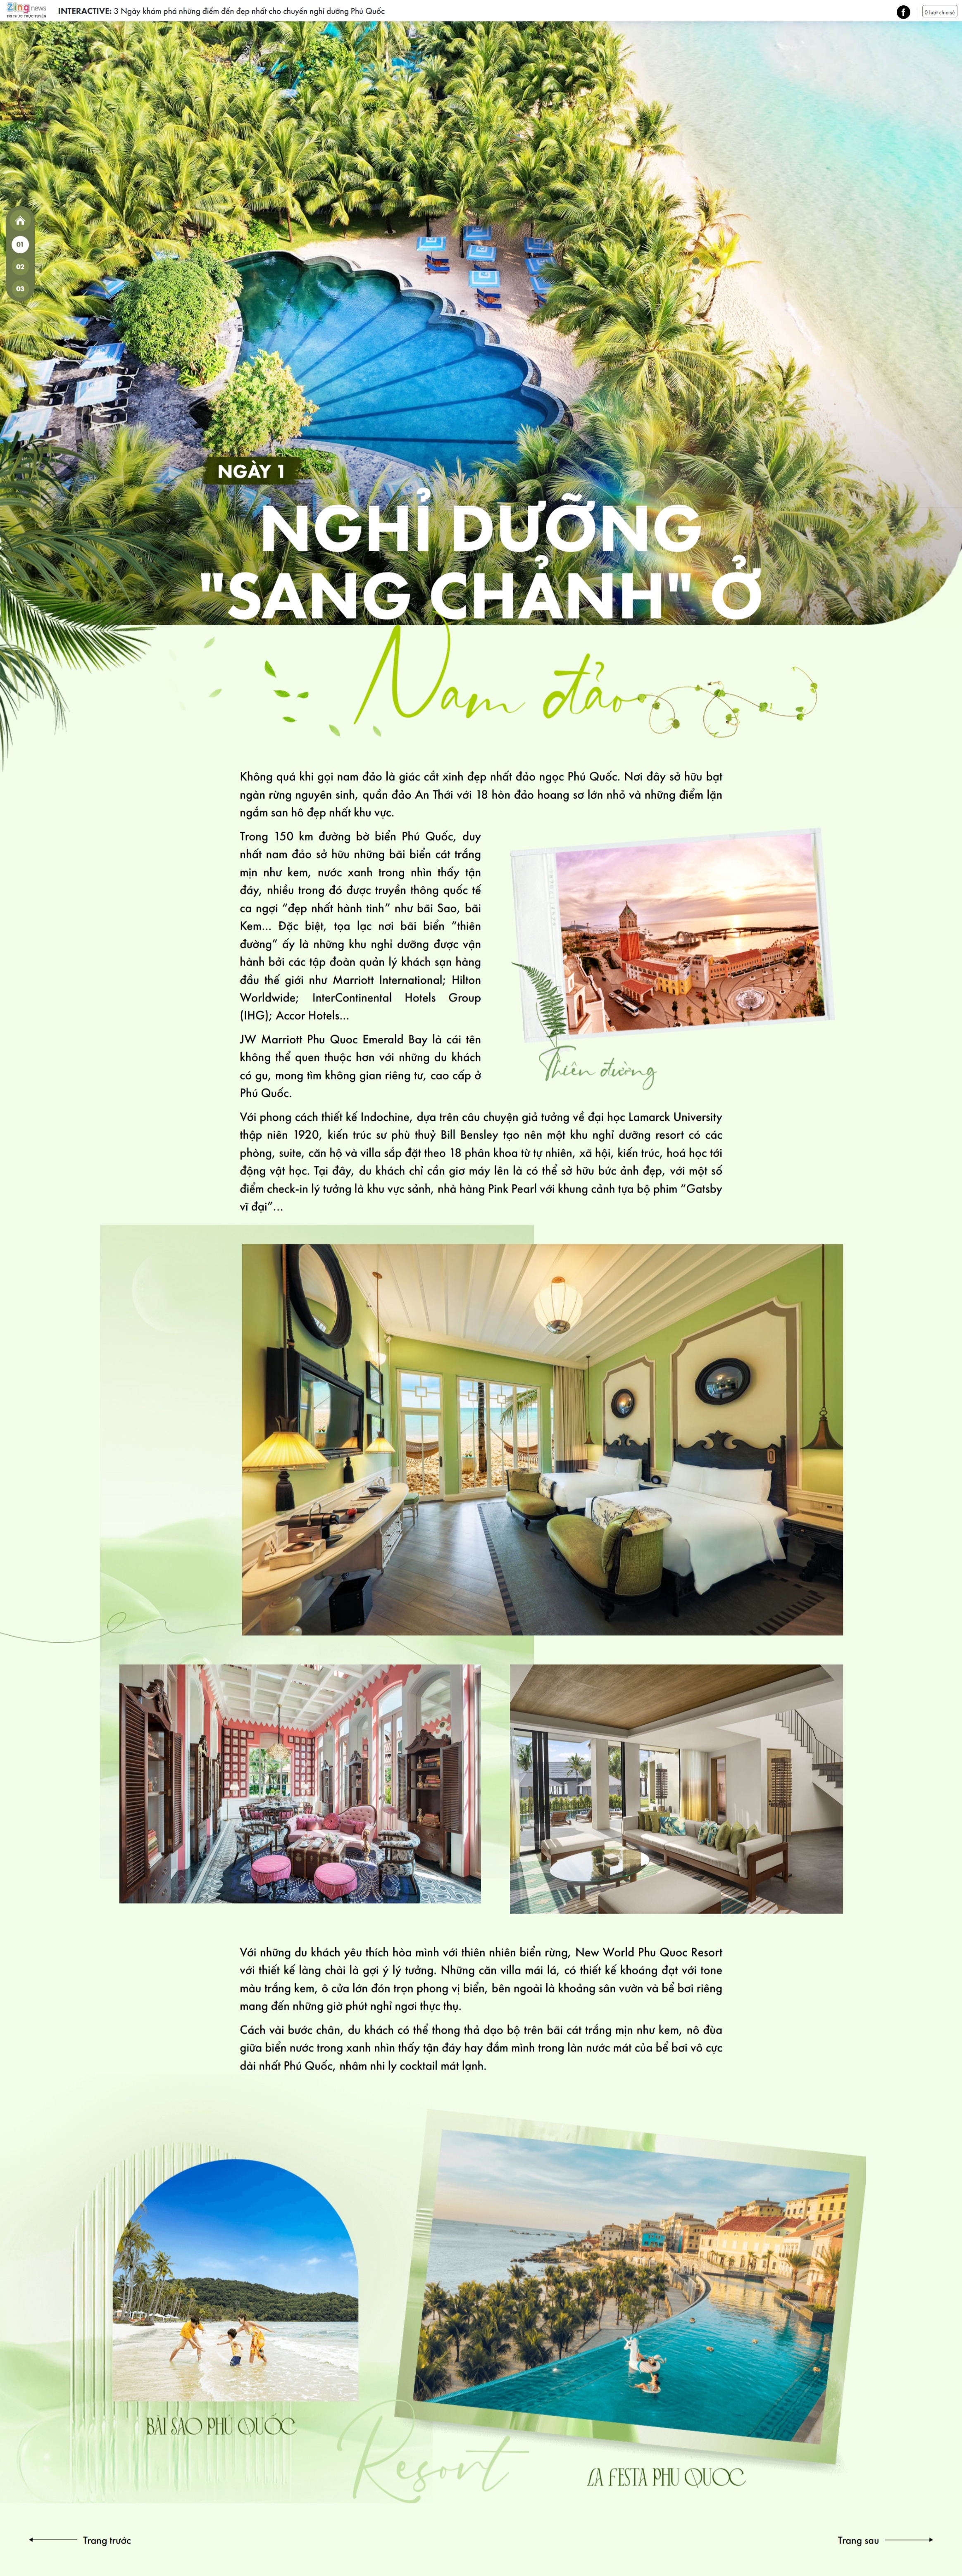 Zing news
TRI THỨC TRỰC TUYẾN
INTERACTIVE: 3 Ngày khám phá những điểm đến đẹp nhất cho chuyến nghỉ dưỡng Phú Quốc
f
0 lượt chia sẻ
01
02
03
NGÀY 1
NGHỈ DƯỠNG
"SANG CHẢNH" Ở
Nam đảo
Không quá khi gọi nam đảo là giác cắt xinh đẹp nhất đảo ngọc Phú Quốc. Nơi đây sở hữu bạt
ngàn rừng nguyên sinh, quần đảo An Thới với 18 hòn đảo hoang sơ lớn nhỏ và những điểm lặn
ngắm san hô đẹp nhất khu vực.
Trong 150 km đường bờ biển Phú Quốc, duy
nhất nam đảo sở hữu những bãi biển cát trắng
mịn như kem, nước xanh trong nhìn thấy tận
đáy, nhiều trong đó được truyền thông quốc tế
ca ngợi “đẹp nhất hành tinh” như bãi Sao, bãi
Kem... Đặc biệt, tọa lạc nơi bãi biển “thiên
đường” ấy là những khu nghỉ dưỡng được vận
hành bởi các tập đoàn quản lý khách sạn hàng
đầu thế giới như Marriott International; Hilton
Worldwide; InterContinental Hotels Group
(IHG); Accor Hotels...
JW Marriott Phu Quoc Emerald Bay là cái tên
không thể quen thuộc hơn với những du khách
có gu, mong tìm không gian riêng tư, cao cấp ở
Phú Quốc.
Thiên đường
Với phong cách thiết kế Indochine, dựa trên câu chuyện giả tưởng về đại học Lamarck University
thập niên 1920, kiến trúc sư phù thuỷ Bill Bensley tạo nên một khu nghỉ dưỡng resort có các
phòng, suite, căn hộ và villa sắp đặt theo 18 phân khoa từ tự nhiên, xã hội, kiến trúc, hoá học tới
động vật học. Tại đây, du khách chỉ cần giơ máy lên là có thể sở hữu bức ảnh đẹp, với một số
điểm check-in lý tưởng là khu vực sảnh, nhà hàng Pink Pearl với khung cảnh tựa bộ phim “Gatsby
vĩ đại”...
Với những du khách yêu thích hòa mình với thiên nhiên biển rừng, New World Phu Quoc Resort
với thiết kế làng chài là gợi ý lý tưởng. Những căn villa mái lá, có thiết kế khoáng đạt với tone
màu trắng kem, ô cửa lớn đón trọn phong vị biển, bên ngoài là khoảng sân vườn và bể bơi riêng
mang đến những giờ phút nghỉ ngơi thực thụ.
Cách vài bước chân, du khách có thể thong thả dạo bộ trên bãi cát trắng mịn như kem, nô đùa
giữa biển nước trong xanh nhìn thấy tận đáy hay đắm mình trong làn nước mát của bể bơi vô cực
dài nhất Phú Quốc, nhâm nhi ly cocktail mát lạnh.
BÃI SAO PHÚ QUỐC
Resort
LA FESTA PHU QUOC
Trang trước
Trang sau